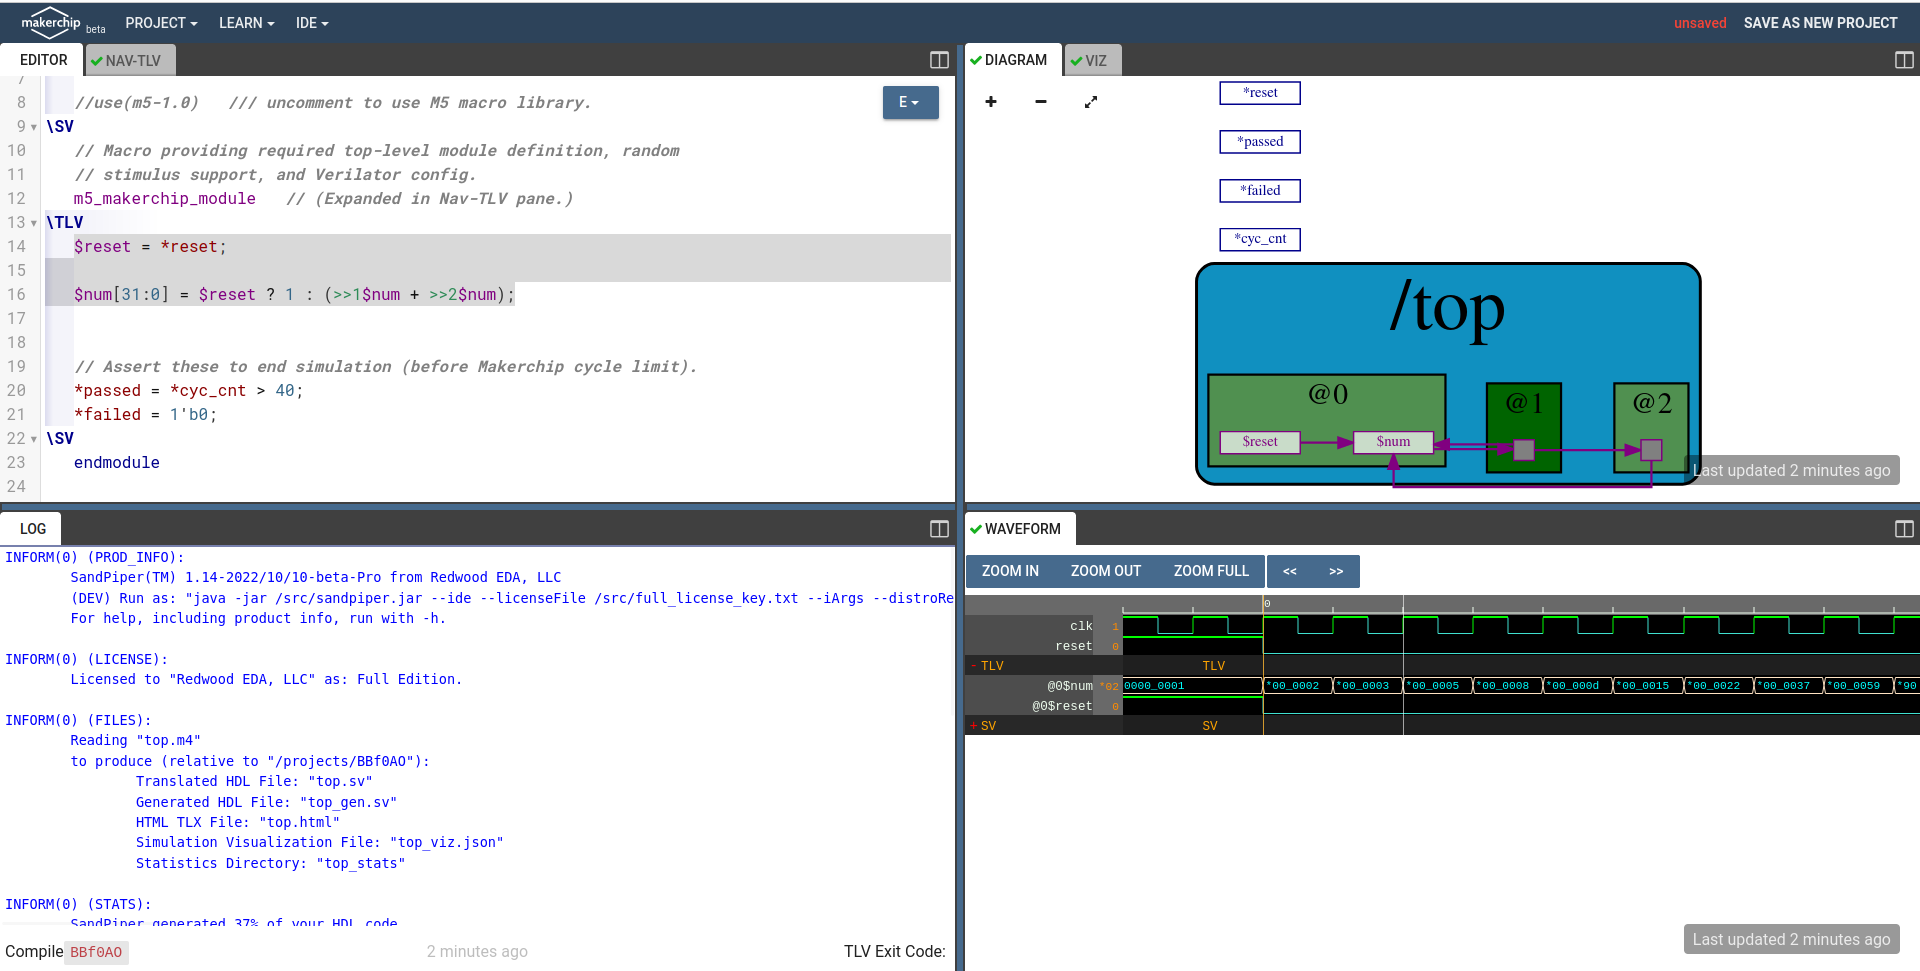 makerchip beta PROJECT LEARN IDE unsaved SAVE AS NEW PROJECT
EDITOR NAV-TLV
7
8 //use(m5-1.0) /// uncomment to use M5 macro library.
E
9 \SV
10 // Macro providing required top-level module definition, random
11 // stimulus support, and Verilator config.
12 m5_makerchip_module // (Expanded in Nav-TLV pane.)
13 \TLV
14 $reset = *reset;
15
16 $num[31:0] = $reset ? 1 : (>>1$num + >>2$num);
17
18
19 // Assert these to end simulation (before Makerchip cycle limit).
20 *passed = *cyc_cnt > 40;
21 *failed = 1'b0;
22 \SV
23 endmodule
24
DIAGRAM VIZ
+ −
*reset
*passed
*failed
*cyc_cnt
/top
@0 @1 @2
$reset $num
Last updated 2 minutes ago
LOG
INFORM(0) (PROD_INFO):
SandPiper(TM) 1.14-2022/10/10-beta-Pro from Redwood EDA, LLC
(DEV) Run as: "java -jar /src/sandpiper.jar --ide --licenseFile /src/full_license_key.txt --iArgs --distroRe
For help, including product info, run with -h.
INFORM(0) (LICENSE):
Licensed to "Redwood EDA, LLC" as: Full Edition.
INFORM(0) (FILES):
Reading "top.m4"
to produce (relative to "/projects/BBf0AO"):
Translated HDL File: "top.sv"
Generated HDL File: "top_gen.sv"
HTML TLX File: "top.html"
Simulation Visualization File: "top_viz.json"
Statistics Directory: "top_stats"
INFORM(0) (STATS):
SandPiper generated 37% of your HDL code
Compile BBf0AO 2 minutes ago TLV Exit Code:
WAVEFORM
ZOOM IN ZOOM OUT ZOOM FULL << >>
0
clk 1
reset 0
- TLV TLV
@0$num *02 0000_0001 *00_0002 *00_0003 *00_0005 *00_0008 *00_000d *00_0015 *00_0022 *00_0037 *00_0059 *90
@0$reset 0
+ SV SV
Last updated 2 minutes ago